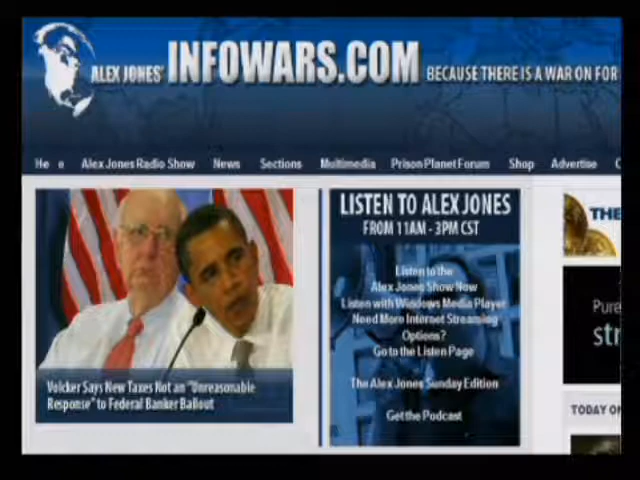 ALEX JONES' INFOWARS.COM BECAUSE THERE IS A WAR ON FOR
Alex Jones Radio Show News Sections Multimedia Prison Planet Forum Shop Advertise
LISTEN TO ALEX JONES
FROM 11AM - 3PM CST
Listen to the
Alex Jones Show Now
Listen with Windows Media Player
Need More Internet Streaming
Options?
Go to the Listen Page
The Alex Jones Sunday Edition
Get the Podcast
Volcker Says New Taxes Not an "Unreasonable
Response" to Federal Banker Bailout
THE
Pure
str
TODAY ON